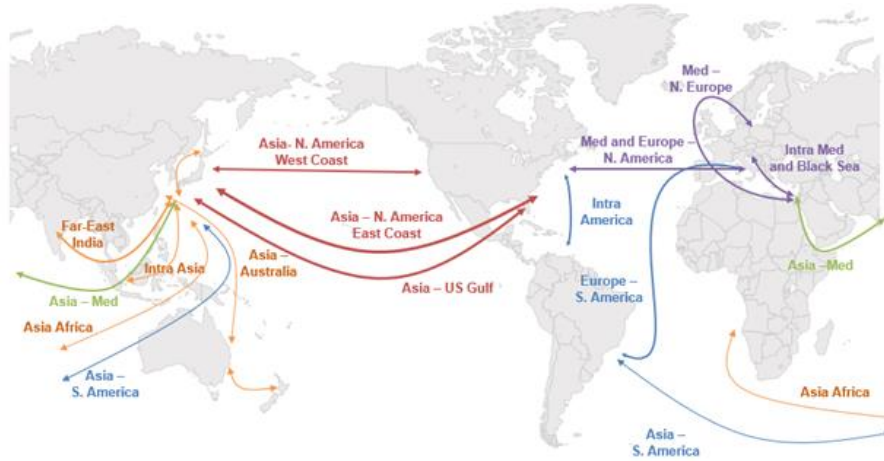 Med –
N. Europe
Asia- N. America
West Coast
Med and Europe –
N. America
Intra Med
and Black Sea
Intra
America
Asia – N. America
East Coast
Far-East
India
Asia –
Australia
Intra Asia
Asia –Med
Asia – US Gulf
Europe –
S. America
Asia – Med
Asia Africa
Asia –
S. America
Asia Africa
Asia –
S. America